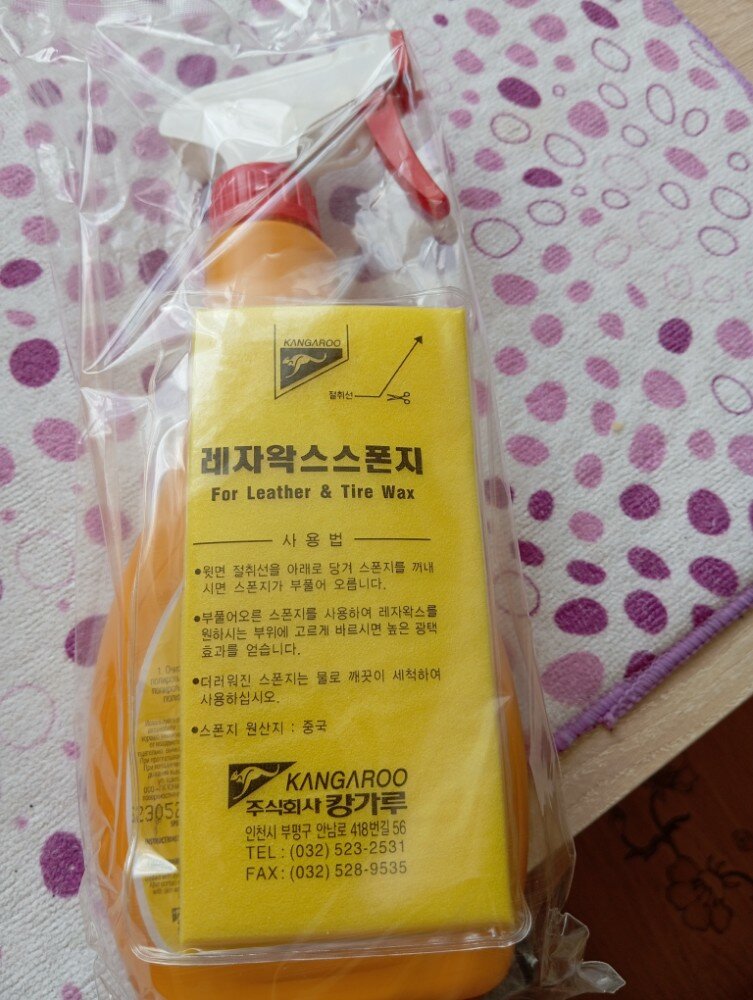 KANGAROO
절취선
레자왁스스폰지
For Leather & Tire Wax
사용법
•윗면 절취선을 아래로 당겨 스폰지를 꺼내
시면 스폰지가 부풀어 오릅니다.
•부풀어오른 스폰지를 사용하여 레자왁스를
원하시는 부위에 고르게 바르시면 높은 광택
효과를 얻습니다.
•더러워진 스폰지는 물로 깨끗이 세척하여
사용하십시오.
•스폰지 원산지 : 중국
KANGAROO
주식회사 캉가루
인천시 부평구 안남로 418번길 56
TEL : (032) 523-2531
FAX : (032) 528-9535